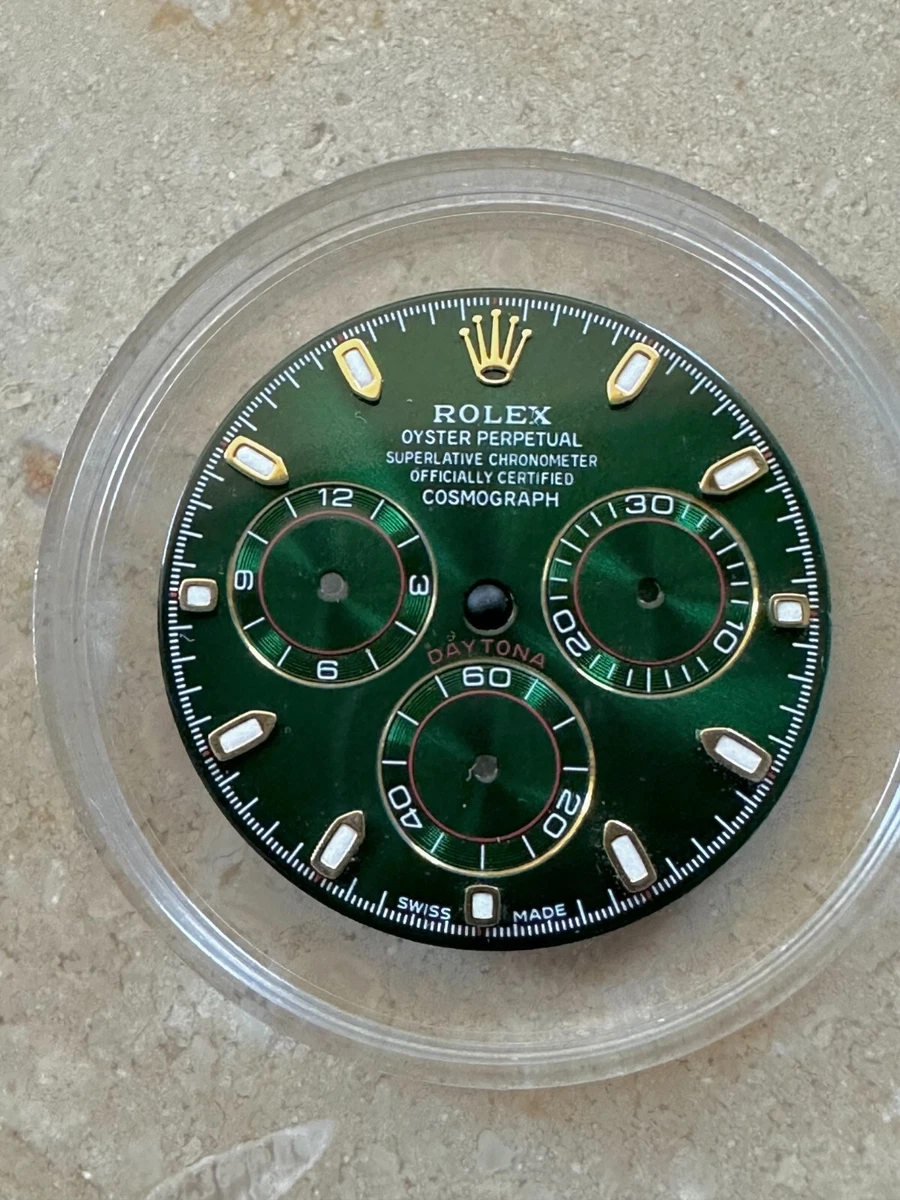 ROLEX
OYSTER PERPETUAL
SUPERLATIVE CHRONOMETER
OFFICIALLY CERTIFIED
COSMOGRAPH
12
3
6
9
30
10
20
DAYTONA
60
20
40
SWISS MADE